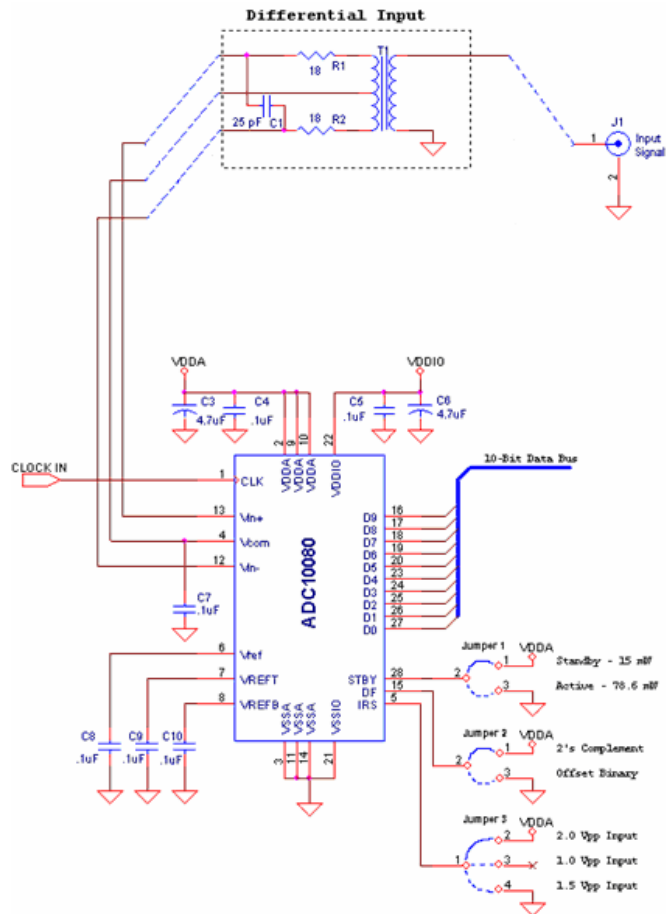 Differential Input
T1
18 R1
25 pF C1
18 R2
J1
1 Input
Signal
2
VDDA
VDDIO
C3
4.7uF
C4
.1uF
C5
.1uF
C6
4.7uF
2
9
10
22
VDDA
VDDA
VDDA
VDDIO
10-Bit Data Bus
CLOCK IN
1 CLK
13 Vin+
4 Vcom
12 Vin-
C7
.1uF
ADC10080
D9 16
D8 17
D7 18
D6 19
D5 20
D4 23
D3 24
D2 25
D1 26
D0 27
6 Vref
7 VREFT
8 VREFB
STBY 28
DF 15
IRS 5
VSSA
VSSA
VSSA
VSSIO
3
11
14
21
C8
.1uF
C9
.1uF
C10
.1uF
Jumper 1
VDDA
2
1
3
Standby - 15 mW
Active - 78.6 mW
Jumper 2
VDDA
2
1
3
2's Complement
Offset Binary
Jumper 3
VDDA
1
2
3
4
2.0 Vpp Input
1.0 Vpp Input
1.5 Vpp Input